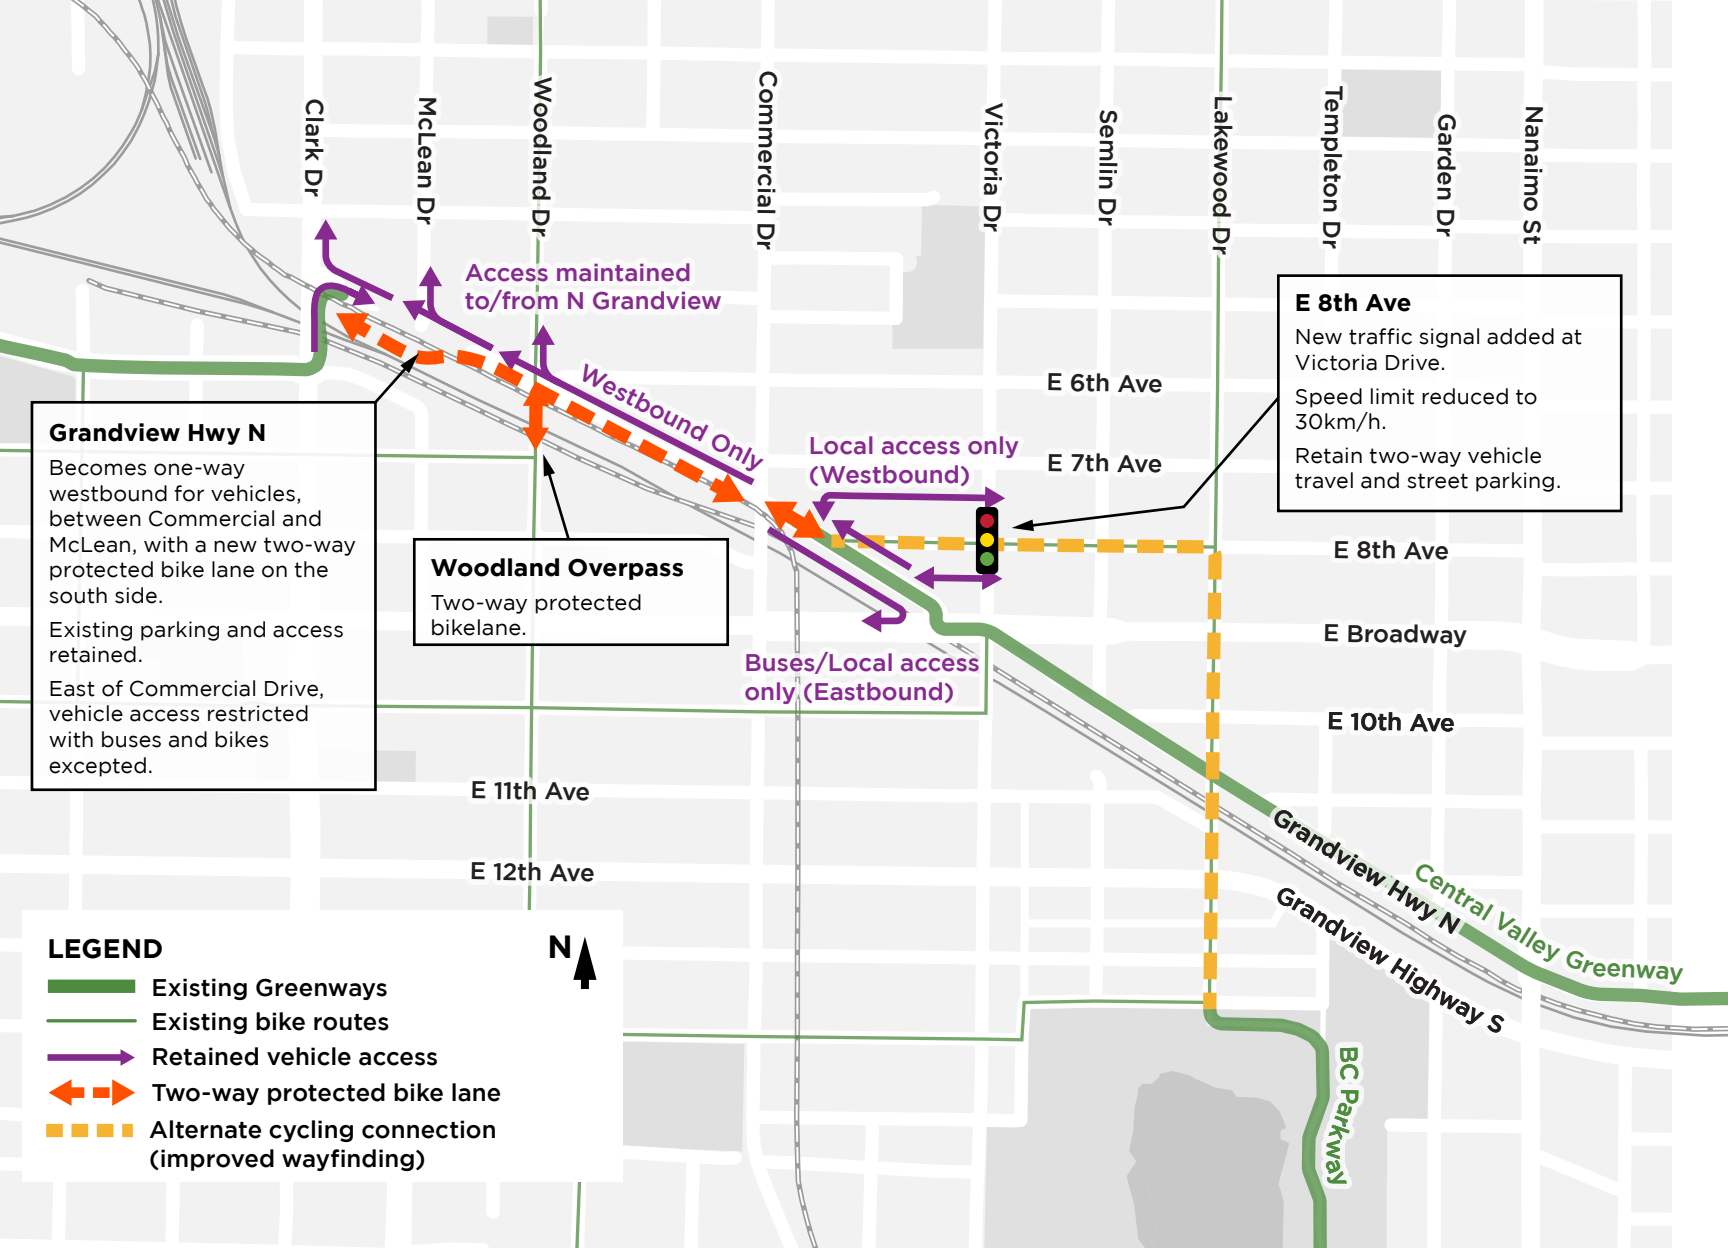 Clark Dr
McLean Dr
Woodland Dr
Commercial Dr
Victoria Dr
Semlin Dr
Lakewood Dr
Templeton Dr
Garden Dr
Nanaimo St
Access maintained
to/from N Grandview
Westbound Only
E 8th Ave
New traffic signal added at
Victoria Drive.
Speed limit reduced to
30km/h.
Retain two-way vehicle
travel and street parking.
E 6th Ave
E 7th Ave
Local access only
(Westbound)
Grandview Hwy N
Becomes one-way
westbound for vehicles,
between Commercial and
McLean, with a new two-way
protected bike lane on the
south side.
Existing parking and access
retained.
East of Commercial Drive,
vehicle access restricted
with buses and bikes
excepted.
Woodland Overpass
Two-way protected
bikelane.
E 8th Ave
E Broadway
Buses/Local access
only (Eastbound)
E 10th Ave
E 11th Ave
E 12th Ave
Grandview Hwy N
Central Valley Greenway
Grandview Highway S
BC Parkway
LEGEND
N
Existing Greenways
Existing bike routes
Retained vehicle access
Two-way protected bike lane
Alternate cycling connection
(improved wayfinding)